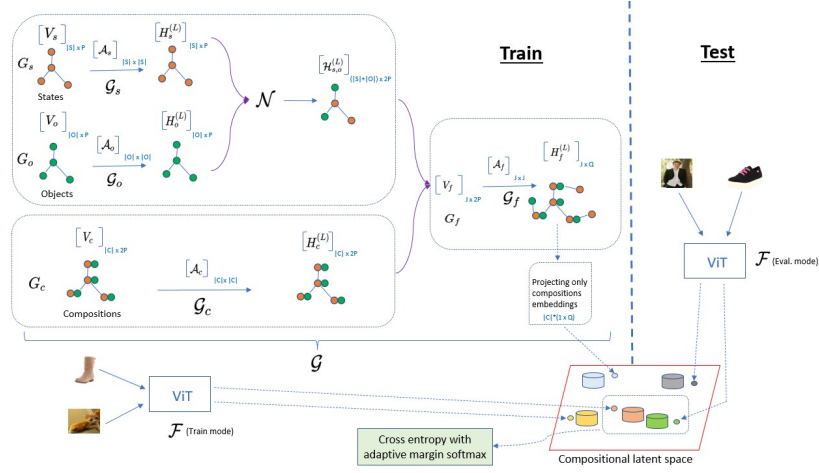 Train
Test
[V_s] |S| x P
[A_s] |S| x |S|
[H_s^(L)] |S| x P
G_s
𝒢_s
States
[ℋ_{s,o}^(L)] (|S|+|O|) x 2P
𝒩
[V_o] |O| x P
[A_o] |O| x |O|
[H_o^(L)] |O| x P
G_o
𝒢_o
Objects
[V_f] J x 2P
[A_f] J x J
[H_f^(L)] J x Q
G_f
𝒢_f
[V_c] |C| x 2P
[A_c] |C| x |C|
[H_c^(L)] |C| x 2P
G_c
𝒢_c
Compositions
Projecting only
compositions
embeddings
|C|*(1 x Q)
𝒢
ViT
ℱ (Eval. mode)
ViT
ℱ (Train mode)
Cross entropy with
adaptive margin softmax
Compositional latent space